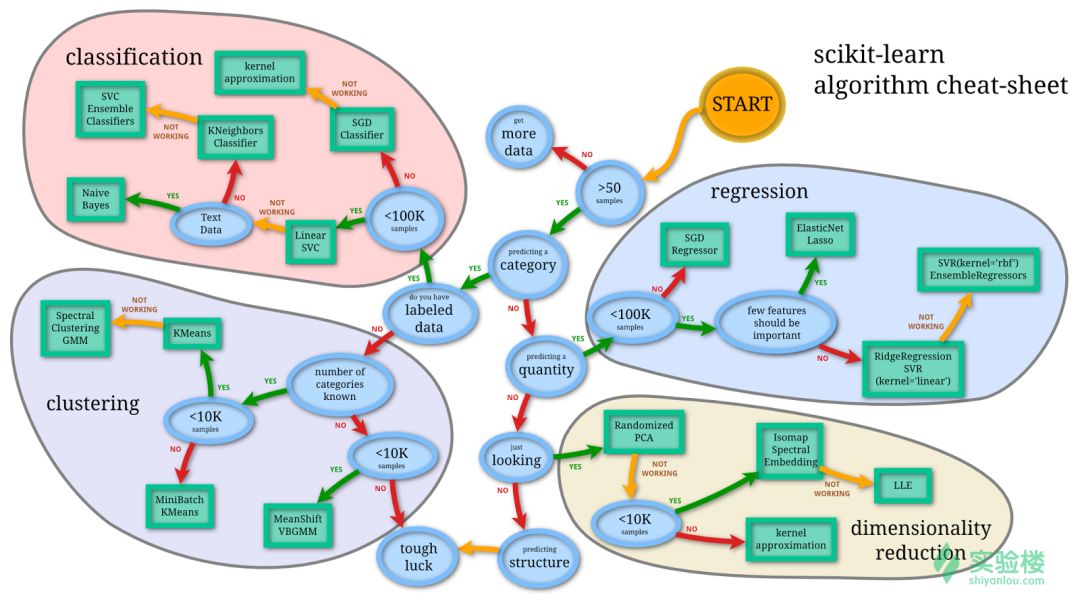 scikit-learn
algorithm cheat-sheet
START
get
more
data
NO
>50
samples
YES
predicting a
category
YES
NO
do you have
labeled
data
YES
NO
predicting a
quantity
YES
NO
just
looking
YES
NO
predicting
structure
tough
luck
classification
kernel
approximation
NOT
WORKING
SVC
Ensemble
Classifiers
NOT
WORKING
KNeighbors
Classifier
SGD
Classifier
NO
NO
Naive
Bayes
YES
Text
Data
NOT
WORKING
Linear
SVC
YES
<100K
samples
regression
SGD
Regressor
NO
<100K
samples
YES
ElasticNet
Lasso
YES
few features
should be
important
NO
SVR(kernel='rbf')
EnsembleRegressors
NOT
WORKING
RidgeRegression
SVR
(kernel='linear')
clustering
Spectral
Clustering
GMM
NOT
WORKING
KMeans
YES
<10K
samples
YES
number of
categories
known
NO
NO
MiniBatch
KMeans
<10K
samples
YES
NO
MeanShift
VBGMM
dimensionality
reduction
Randomized
PCA
NOT
WORKING
<10K
samples
YES
NO
Isomap
Spectral
Embedding
NOT
WORKING
LLE
kernel
approximation
实验楼
shiyanlou.com